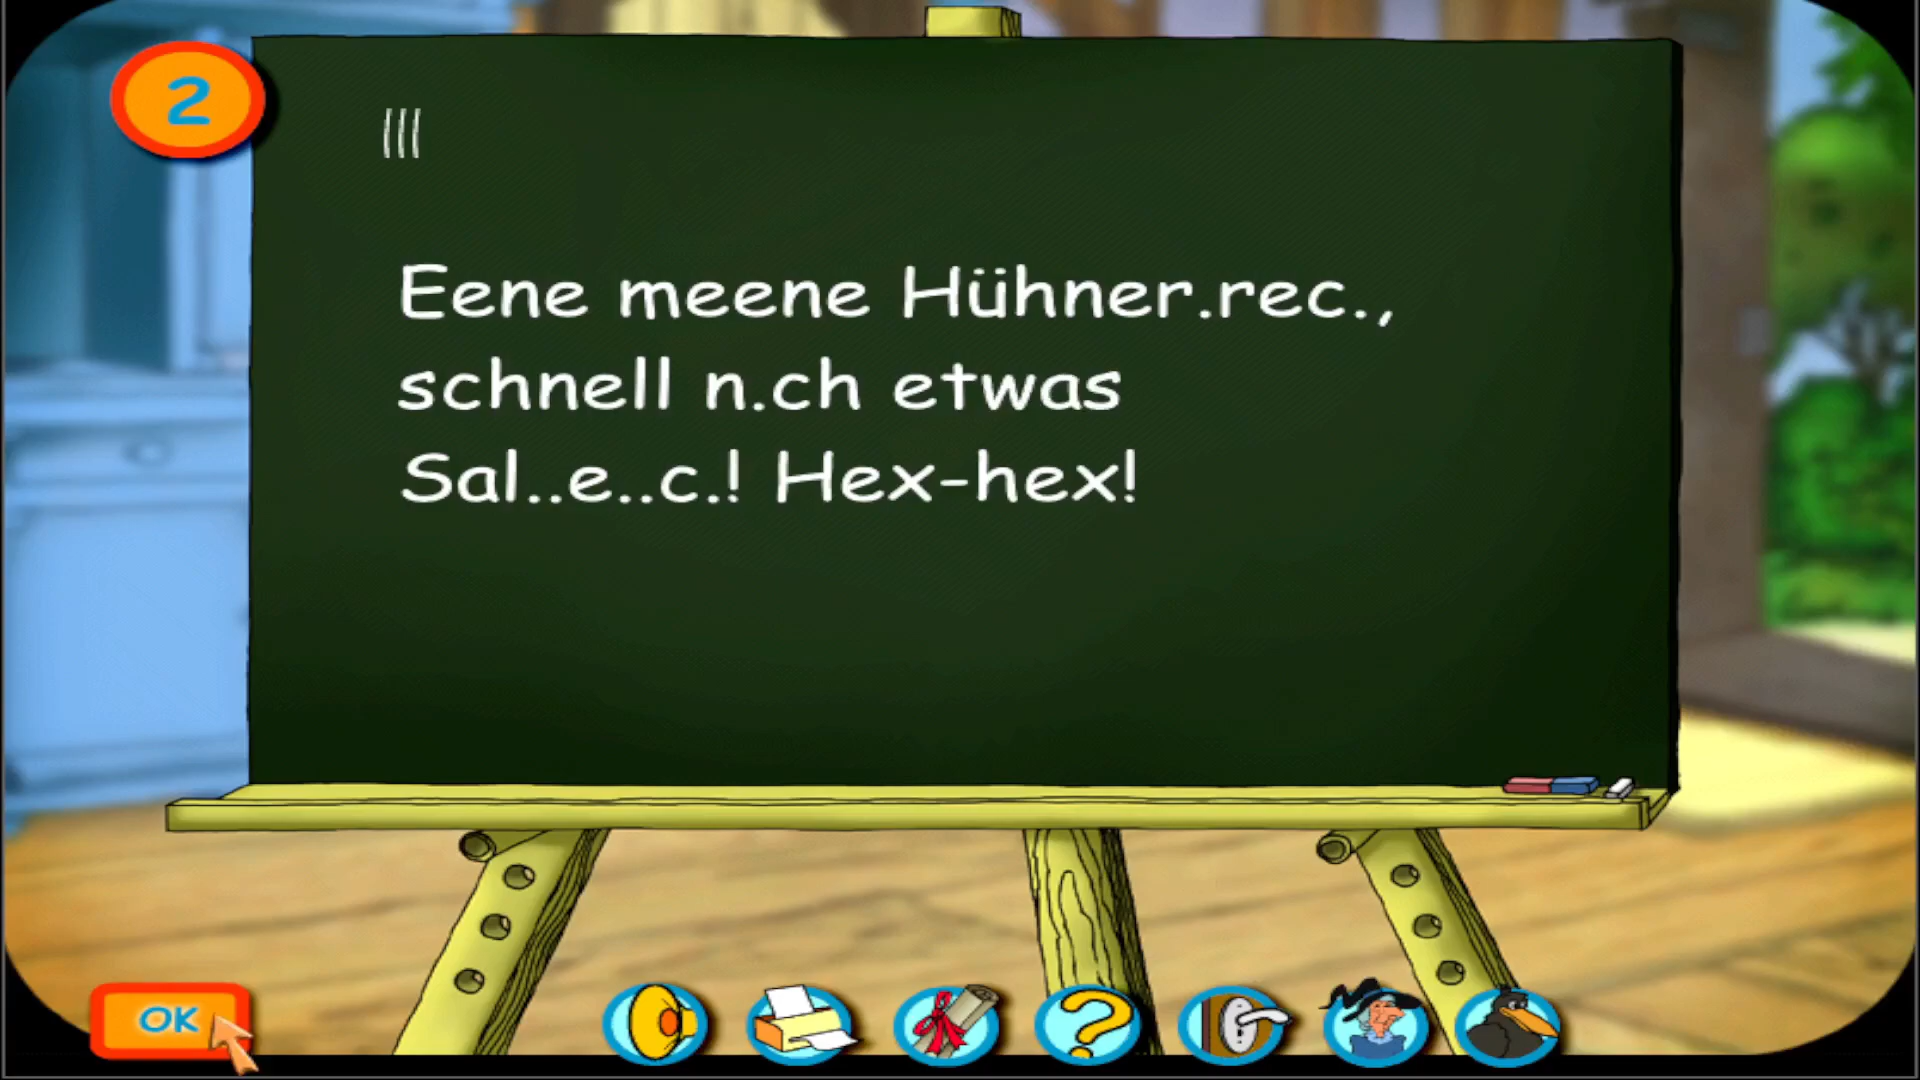 2
|||
Eene meene Hühner.rec.,
schnell n.ch etwas
Sal..e..c.! Hex-hex!
OK